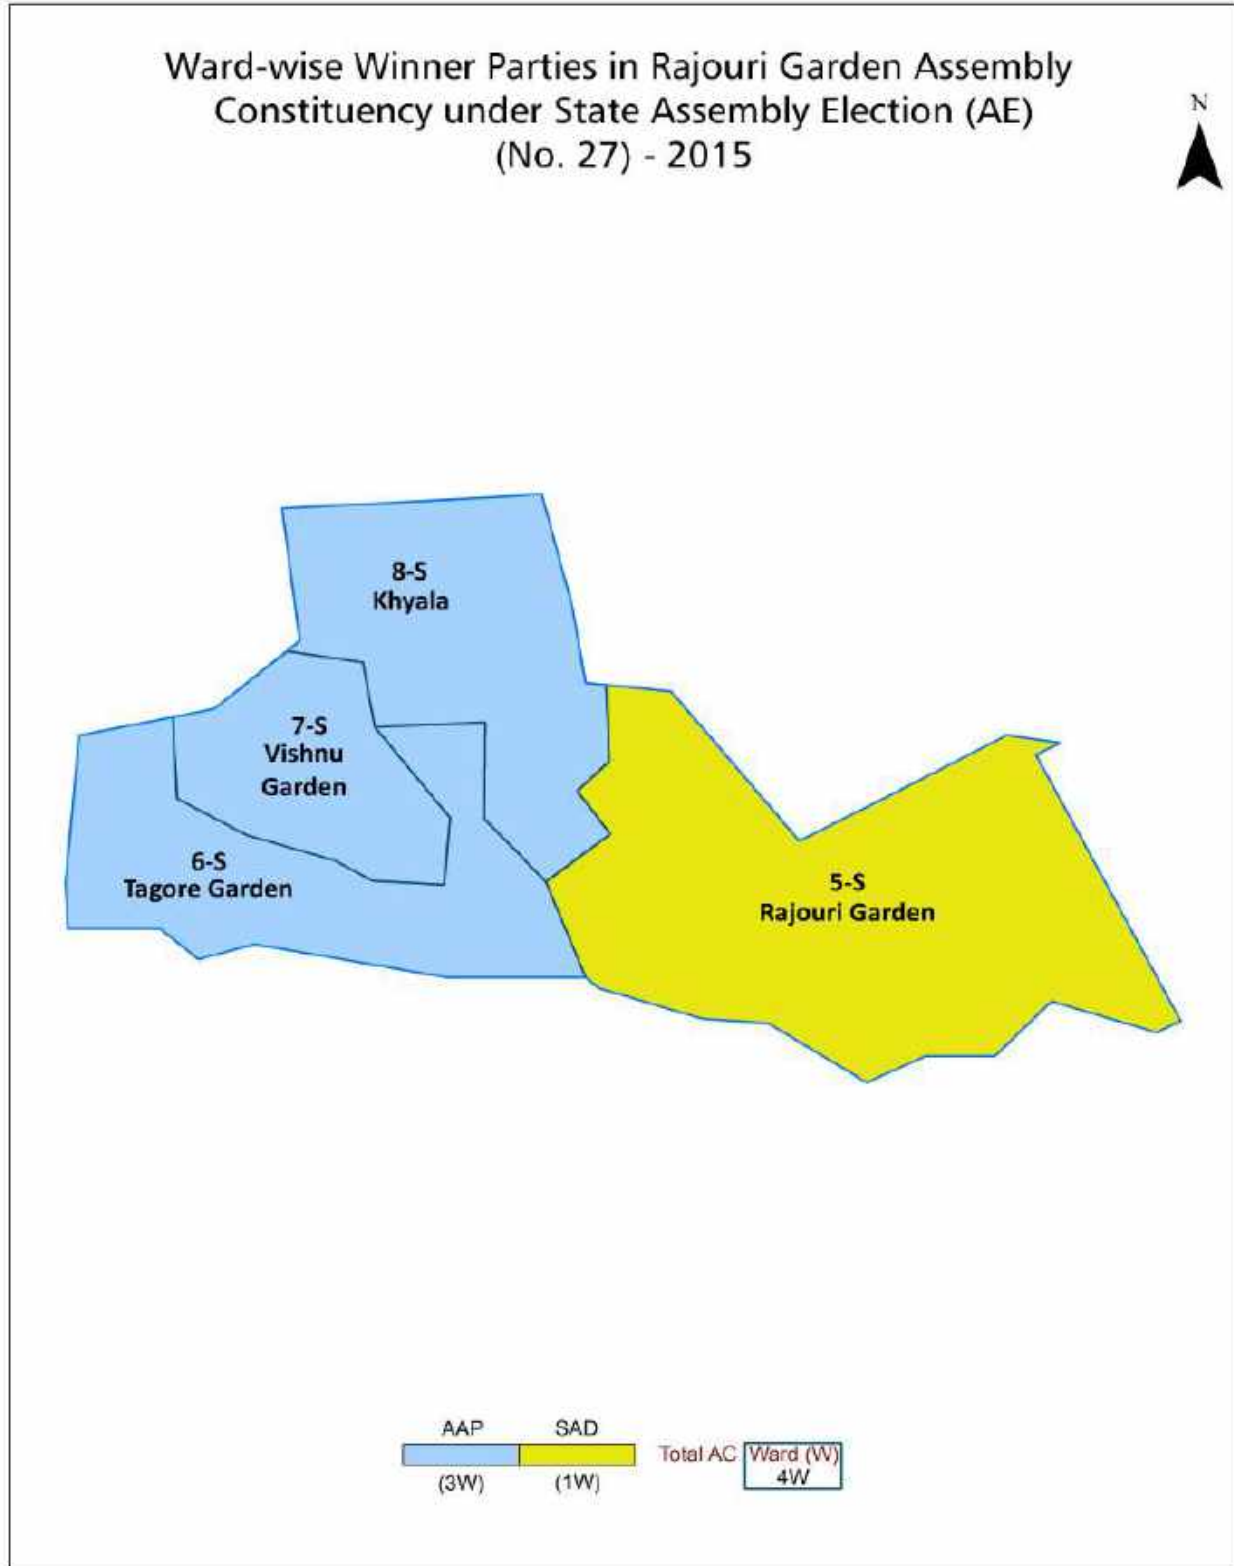 Ward-wise Winner Parties in Rajouri Garden Assembly
Constituency under State Assembly Election (AE)
(No. 27) - 2015
N
8-S
Khyala
7-S
Vishnu
Garden
6-S
Tagore Garden
5-S
Rajouri Garden
AAP SAD
Total AC Ward (W)
4W
(3W) (1W)